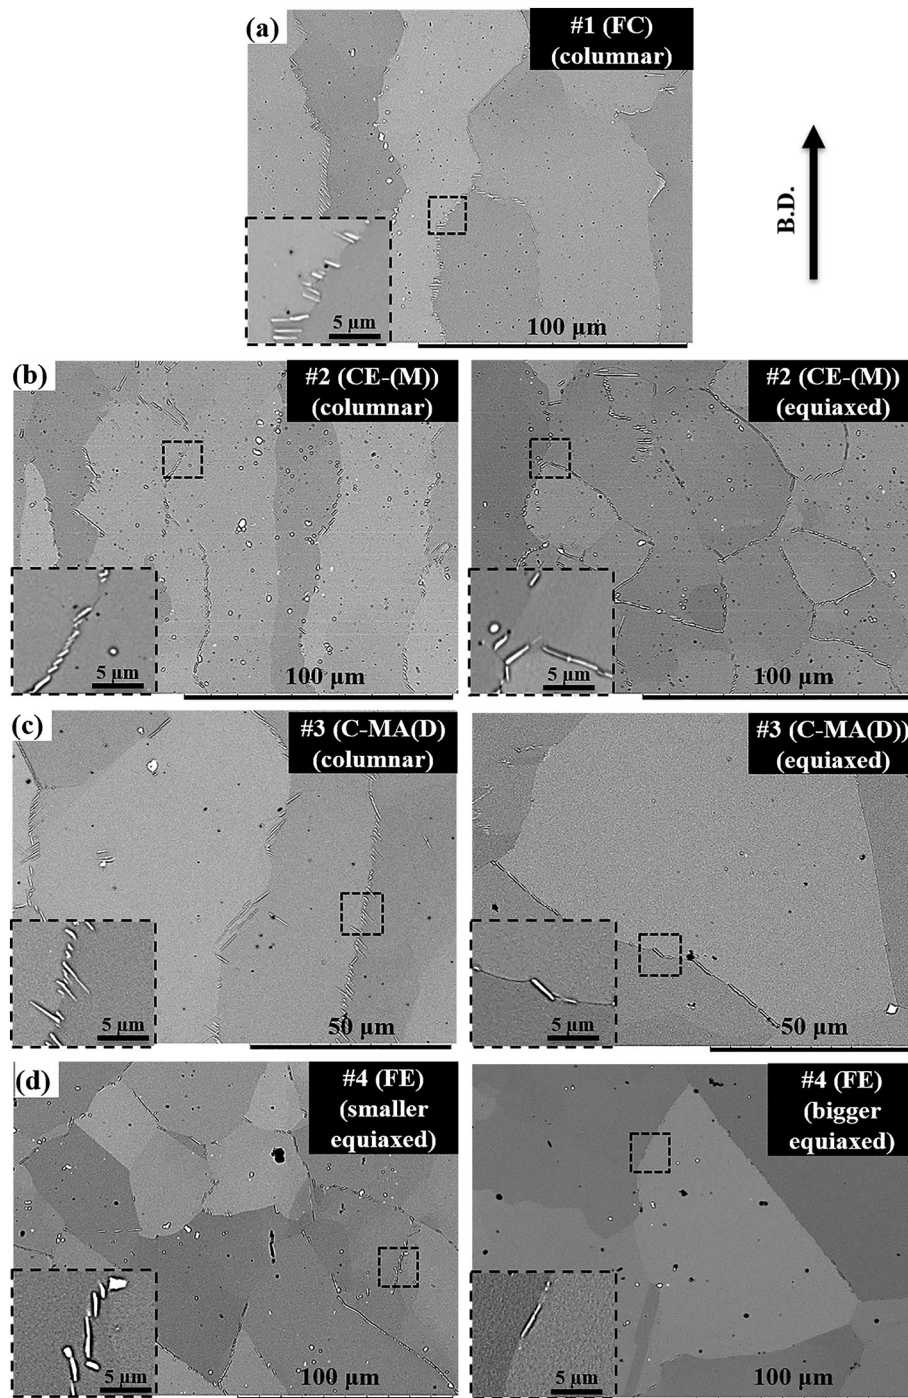 (a)
#1 (FC)
(columnar)
B.D.
5 µm
100 µm
(b)
#2 (CE-(M))
(columnar)
5 µm
100 µm
#2 (CE-(M))
(equiaxed)
5 µm
100 µm
(c)
#3 (C-MA(D)
(columnar)
5 µm
50 µm
#3 (C-MA(D))
(equiaxed)
5 µm
50 µm
(d)
#4 (FE)
(smaller
equiaxed)
5 µm
100 µm
#4 (FE)
(bigger
equiaxed)
5 µm
100 µm